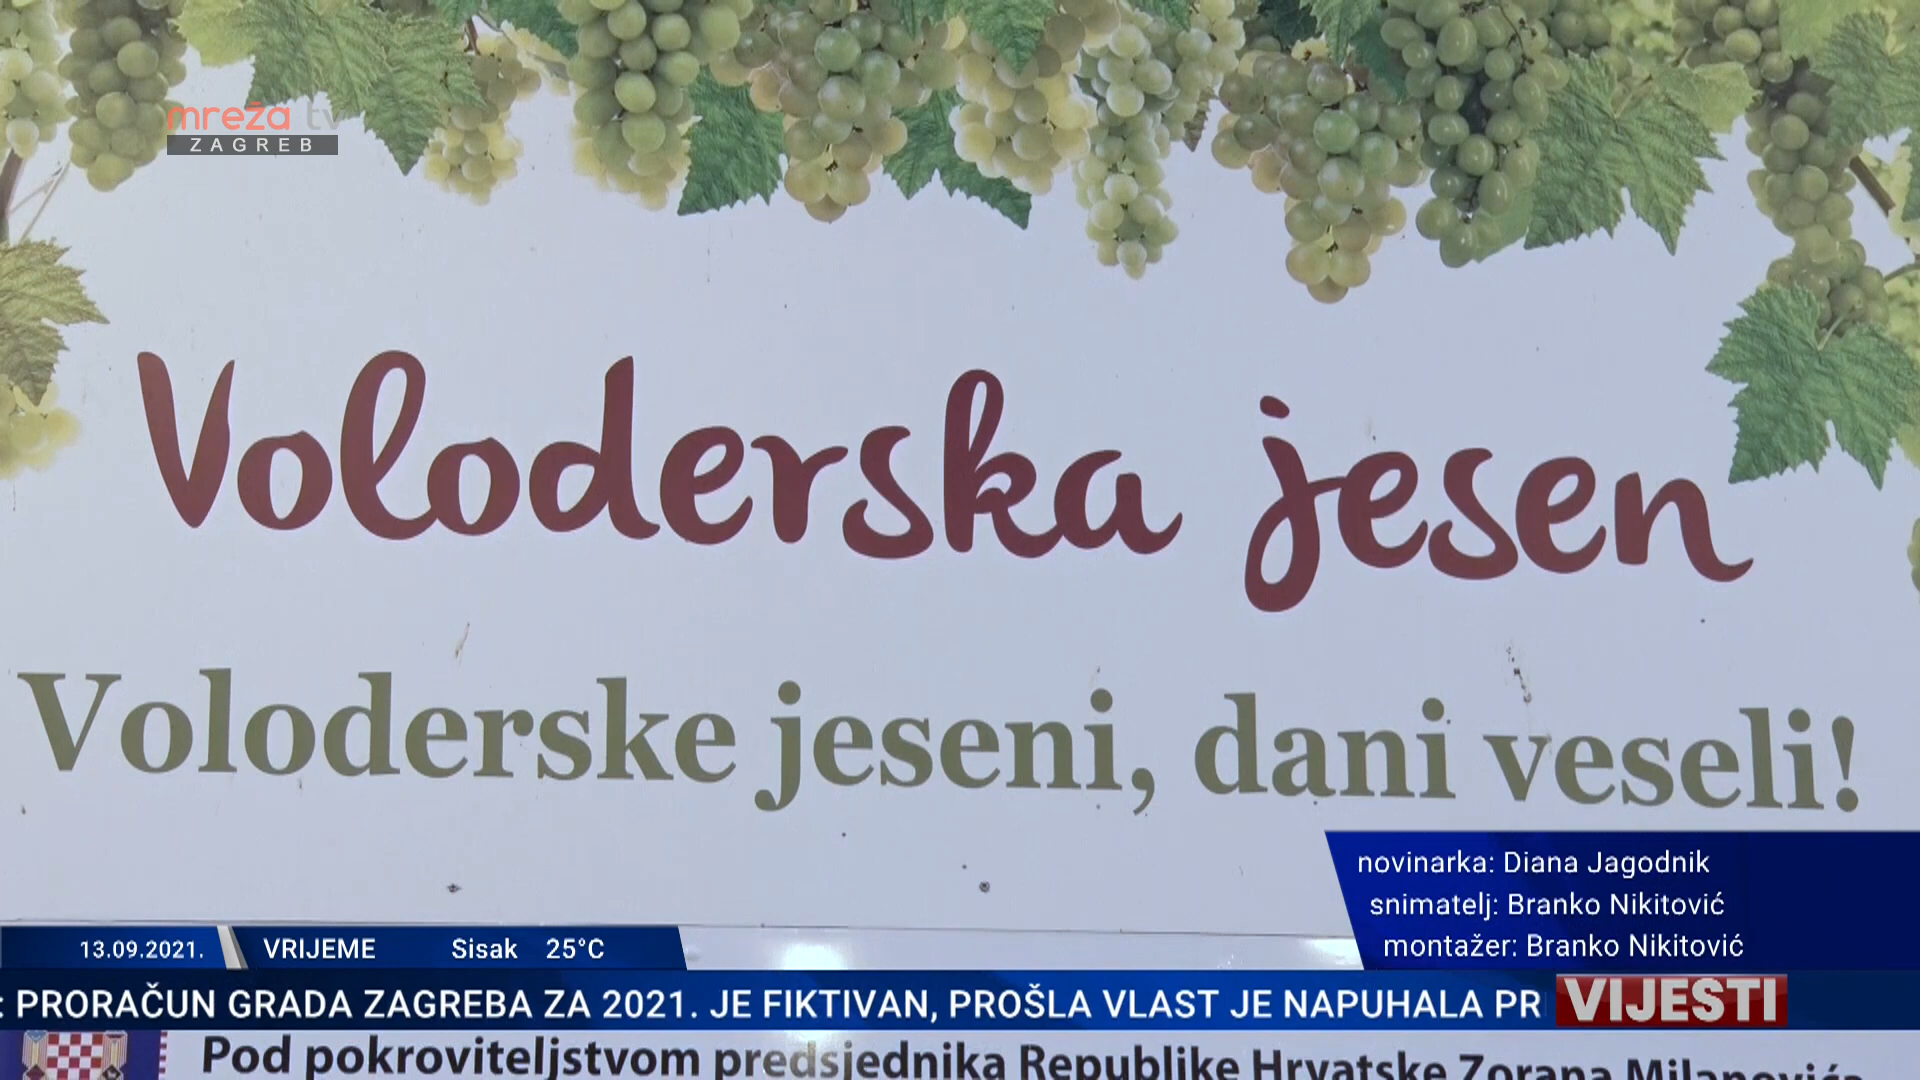 mreža tv
ZAGREB
Voloderska jesen
Voloderske jeseni, dani veseli!
novinarka: Diana Jagodnik
snimatelj: Branko Nikitović
montažer: Branko Nikitović
13.09.2021. VRIJEME Sisak 25°C
: PRORAČUN GRADA ZAGREBA ZA 2021. JE FIKTIVAN, PROŠLA VLAST JE NAPUHALA PR
VIJESTI
Pod pokroviteljstvom predsjednika Republike Hrvatske Zorana Milanovića